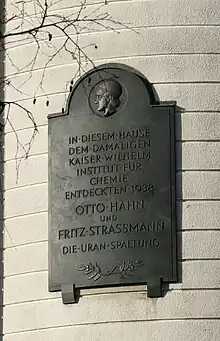 IN·DIESEM·HAUSE
DEM·DAMALIGEN
KAISER·WILHELM
INSTITUT·FÜR
CHEMIE
ENTDECKTEN·1938
OTTO·HAHN
UND
FRITZ·STRASSMANN
DIE·URAN·SPALTUNG